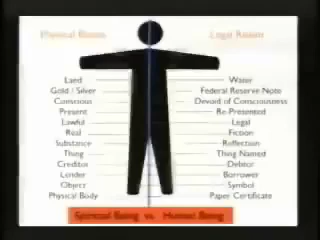 Physical Legal
Land Water
Gold / Silver Federal Reserve Note
Conscious Devoid of Consciousness
Present Re-Presented
Lawful Legal
Real Fiction
Substance Reflection
Thing Thing Named
Creditor Debtor
Lender Borrower
Object Symbol
Physical Body Paper Certificate
Spiritual Being vs. Human Being